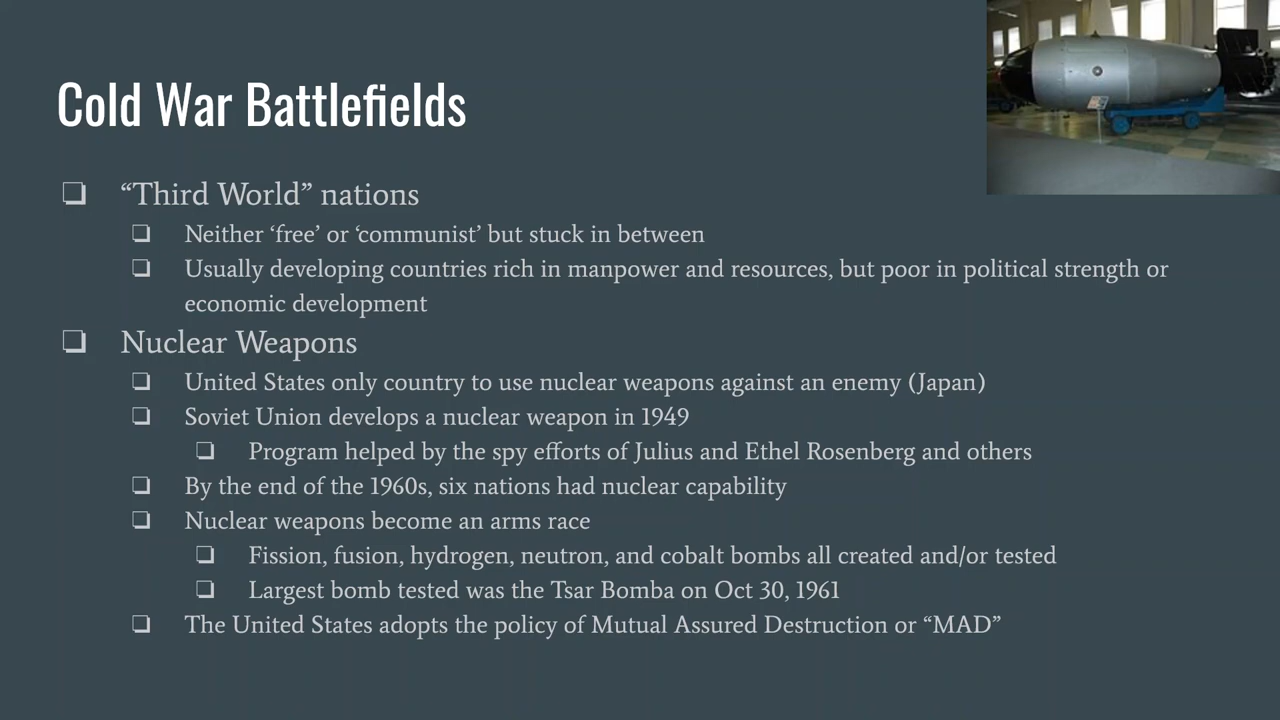 Cold War Battlefields
❏ “Third World” nations
❏ Neither ‘free’ or ‘communist’ but stuck in between
❏ Usually developing countries rich in manpower and resources, but poor in political strength or
economic development
❏ Nuclear Weapons
❏ United States only country to use nuclear weapons against an enemy (Japan)
❏ Soviet Union develops a nuclear weapon in 1949
❏ Program helped by the spy efforts of Julius and Ethel Rosenberg and others
❏ By the end of the 1960s, six nations had nuclear capability
❏ Nuclear weapons become an arms race
❏ Fission, fusion, hydrogen, neutron, and cobalt bombs all created and/or tested
❏ Largest bomb tested was the Tsar Bomba on Oct 30, 1961
❏ The United States adopts the policy of Mutual Assured Destruction or “MAD”